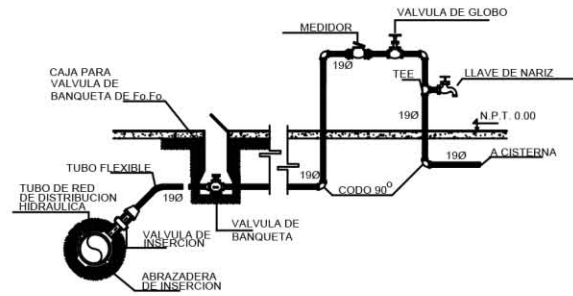 VALVULA DE GLOBO
MEDIDOR
19Ø
CAJA PARA
VALVULA DE
BANQUETA DE Fo.Fo
TEE
LLAVE DE NARIZ
19Ø
N.P.T. 0.00
TUBO FLEXIBLE
19Ø
A CISTERNA
TUBO DE RED
DE DISTRIBUCION
HIDRAULICA
19Ø
19Ø
CODO 90°
VALVULA DE
INSERCION
VALVULA DE
BANQUETA
ABRAZADERA
DE INSERCION